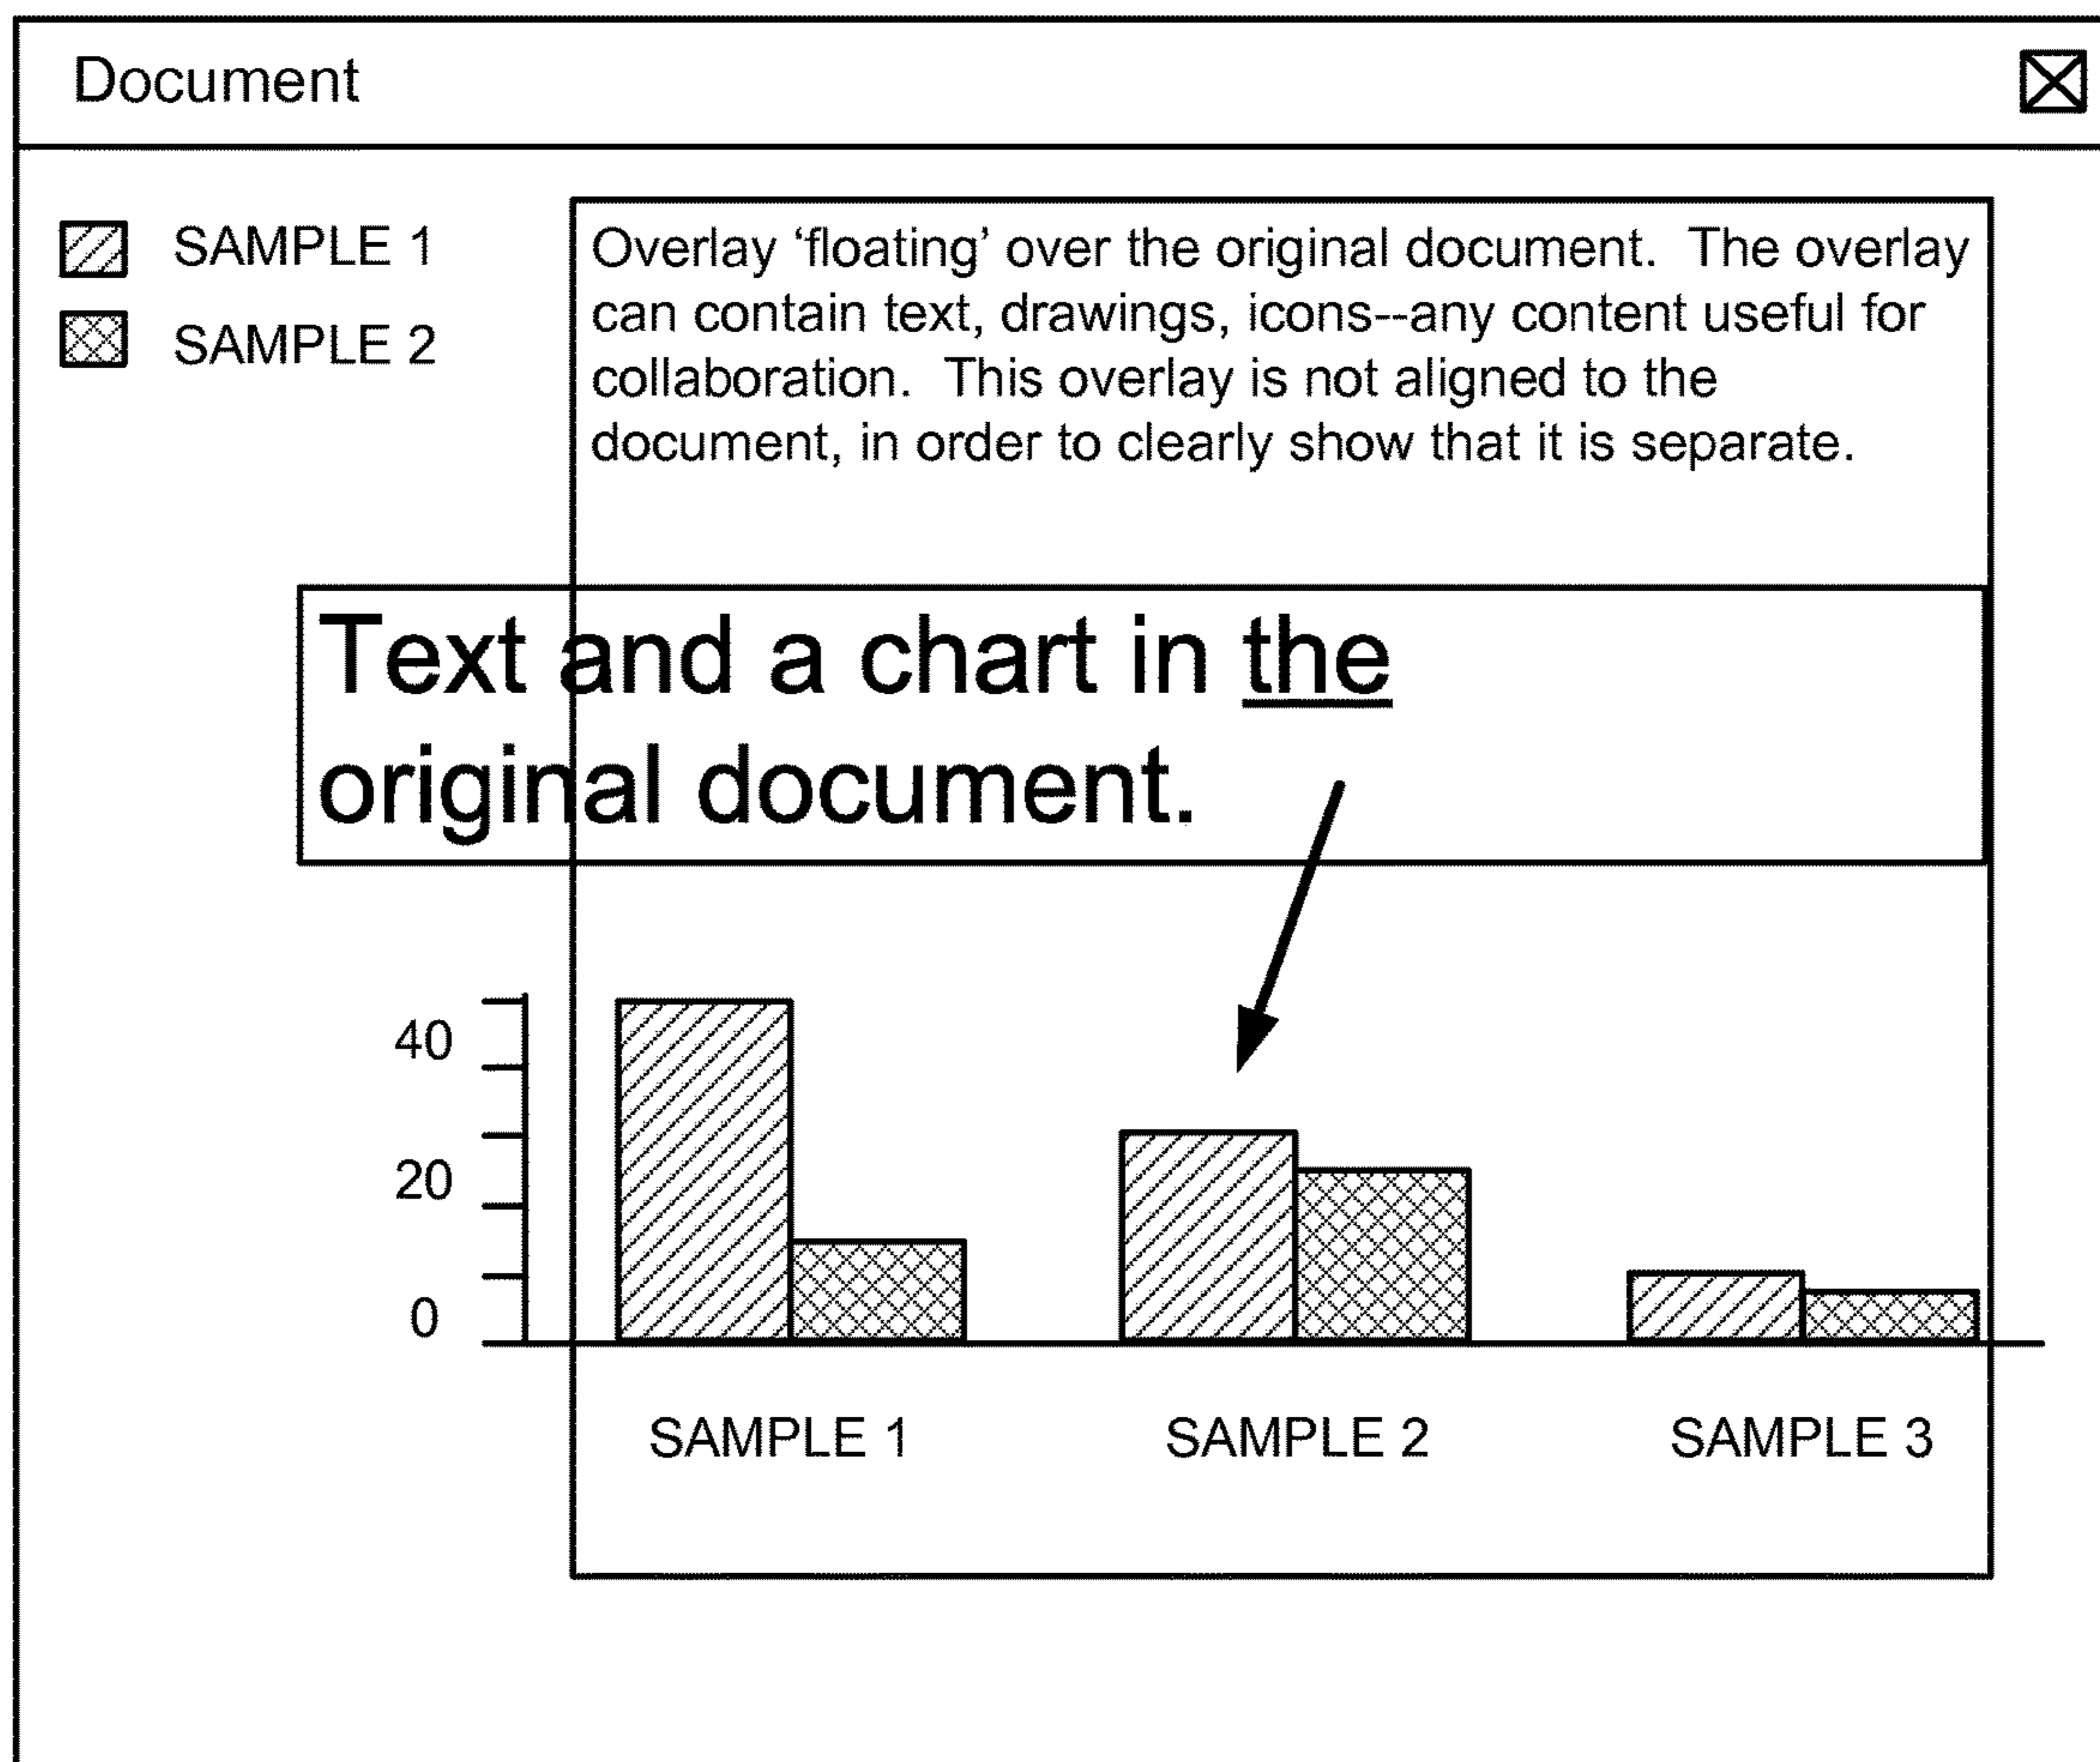 Document
SAMPLE 1
SAMPLE 2
Overlay ‘floating’ over the original document.  The overlay
can contain text, drawings, icons--any content useful for
collaboration.  This overlay is not aligned to the
document, in order to clearly show that it is separate.
Text and a chart in the
original document.
40
20
0
SAMPLE 1
SAMPLE 2
SAMPLE 3